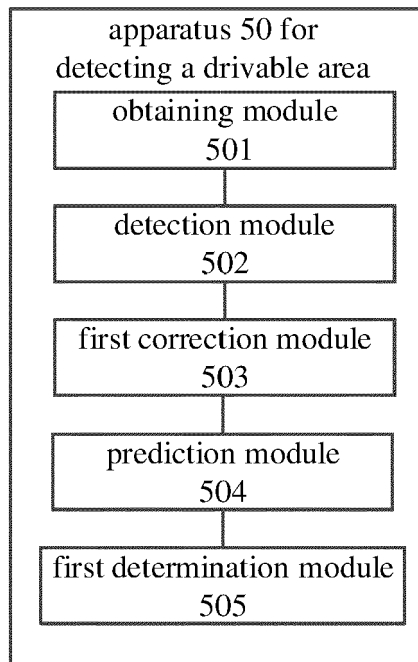 apparatus 50 for
detecting a drivable area
obtaining module
501
detection module
502
first correction module
503
prediction module
504
first determination module
505